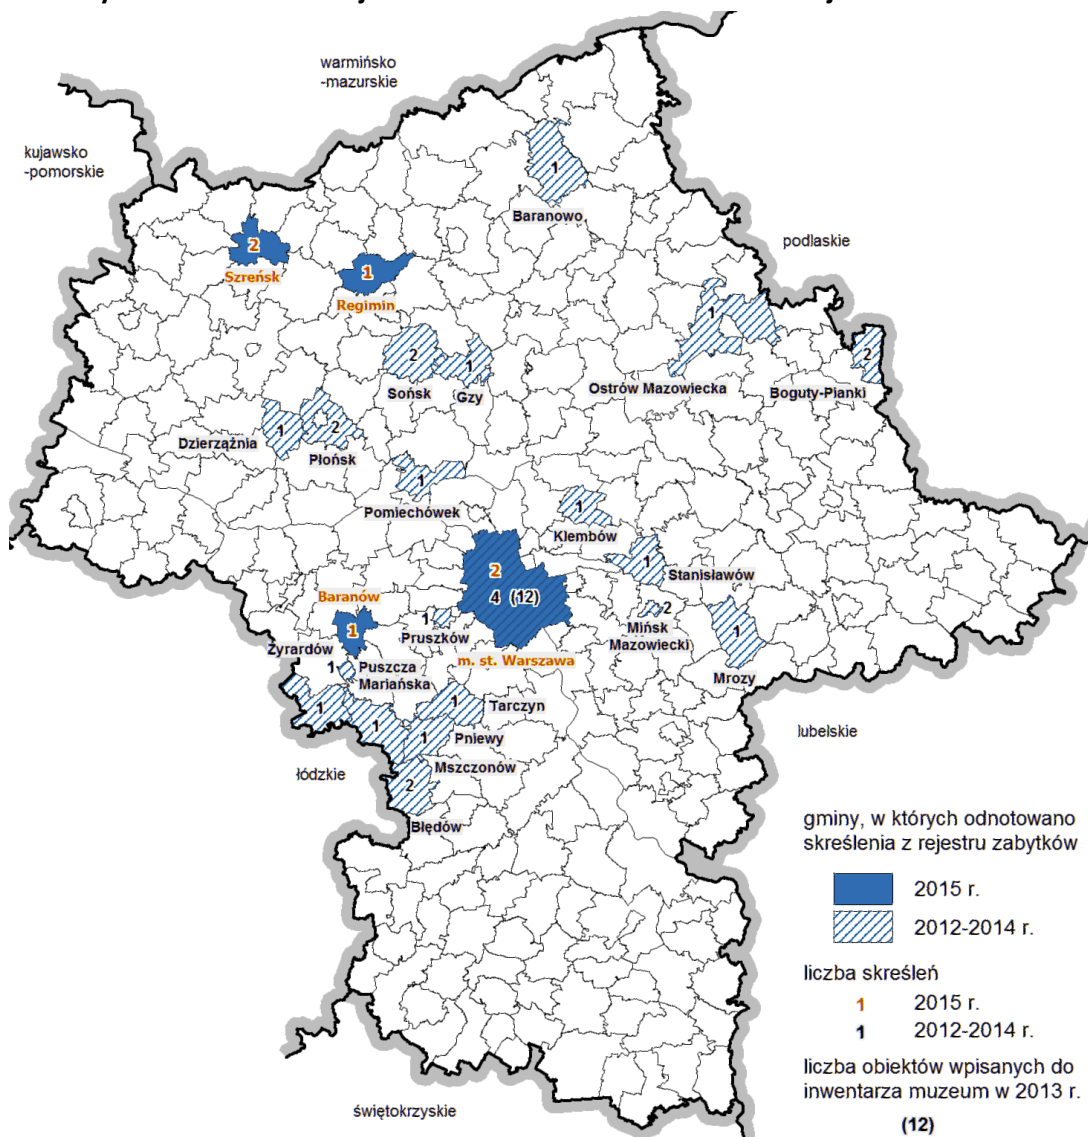 warmińsko
-mazurskie
kujawsko
-pomorskie
1
Baranowo
podlaskie
2
Szreńsk
1
Regimin
1
Ostrów Mazowiecka
2
Boguty-Pianki
2
Sońsk
1
Gzy
1
Dzierzążnia
2
Płońsk
1
Pomiechówek
1
Klembów
1
Stanisławów
2
4 (12)
m. st. Warszawa
Baranów
1
1
Pruszków
2
Mińsk
Mazowiecki
1
Mrozy
Żyrardów
1
Puszcza
Mariańska
1
1
1
Tarczyn
1
Pniewy
Mszczonów
2
Błędów
łódzkie
lubelskie
świętokrzyskie
gminy, w których odnotowano
skreślenia z rejestru zabytków
2015 r.
2012-2014 r.
liczba skreśleń
1 2015 r.
1 2012-2014 r.
liczba obiektów wpisanych do
inwentarza muzeum w 2013 r.
(12)